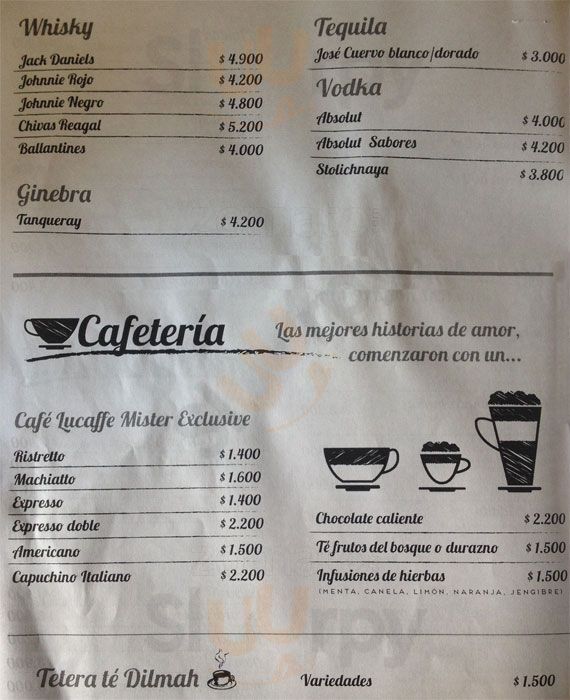 Whisky
Jack Daniels $ 4.900
Johnnie Rojo $ 4.200
Johnnie Negro $ 4.800
Chivas Reagal $ 5.200
Ballantines $ 4.000
Ginebra
Tanqueray $ 4.200
Tequila
José Cuervo blanco/dorado $ 3.000
Vodka
Absolut $ 4.000
Absolut Sabores $ 4.200
Stolichnaya $ 3.800
Cafetería
Las mejores historias de amor,
comenzaron con un...
Café Lucaffe Mister Exclusive
Ristretto $ 1.400
Machiatto $ 1.600
Expresso $ 1.400
Expresso doble $ 2.200
Americano $ 1.500
Capuchino Italiano $ 2.200
Chocolate caliente $ 2.200
Té frutos del bosque o durazno $ 1.500
Infusiones de hierbas $ 1.500
(MENTA, CANELA, LIMÓN, NARANJA, JENGIBRE)
Tetera té Dilmah Variedades $ 1.500
Sluurpy
Sluurpy
Sluurpy